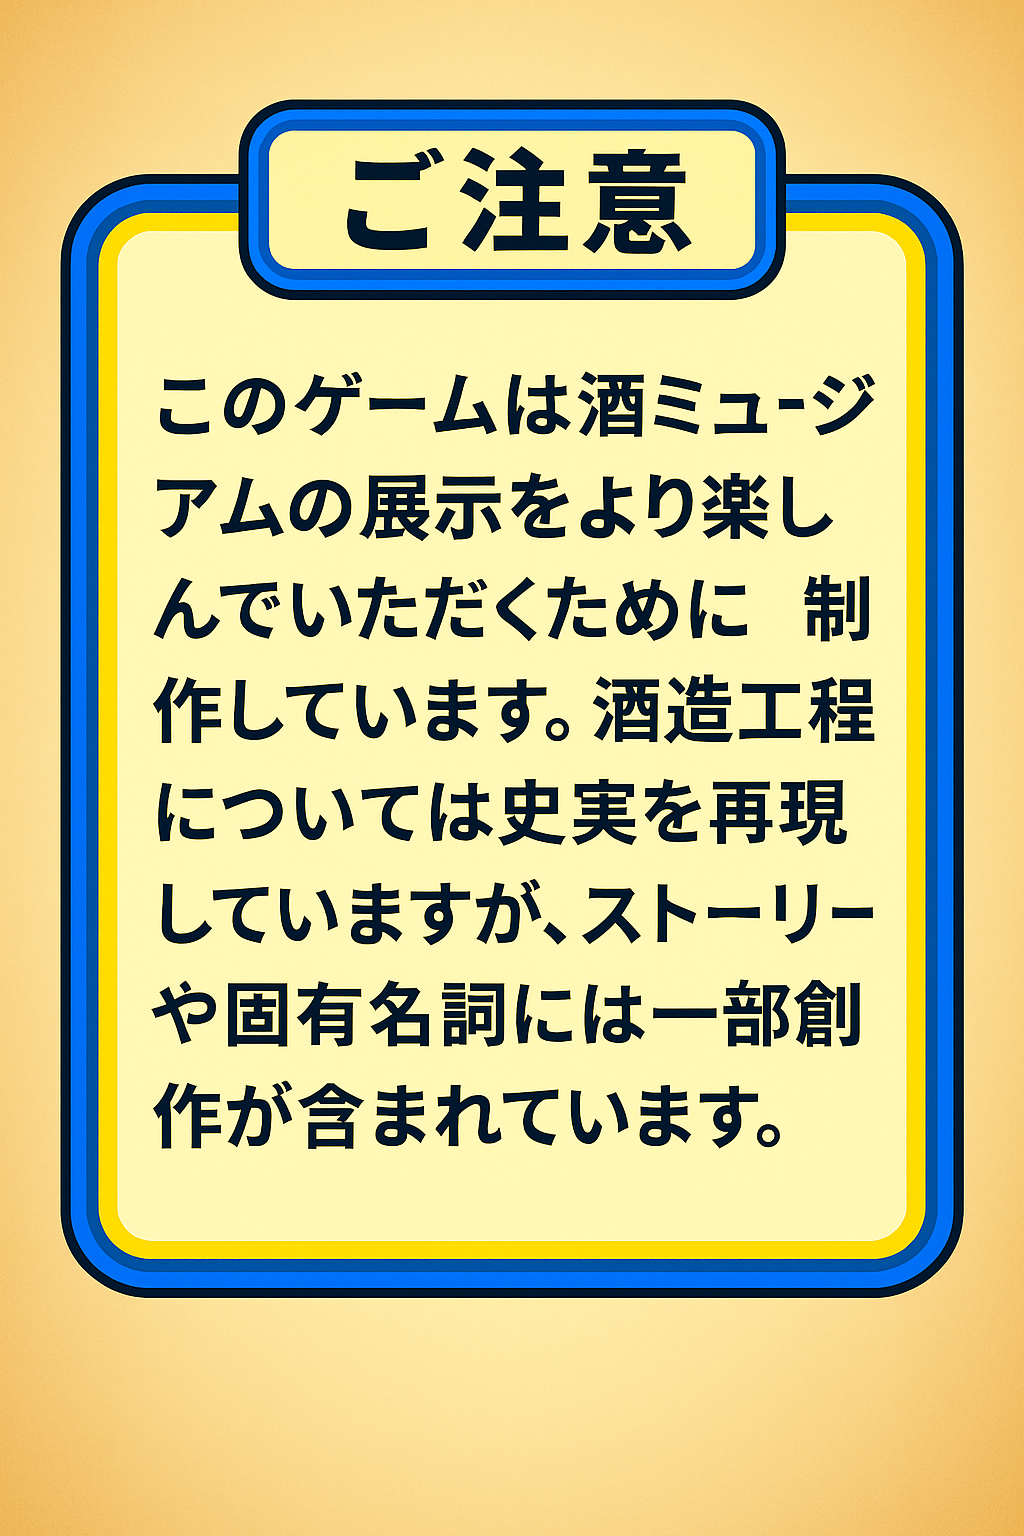 ご注意
このゲームは酒ミュージ
アムの展示をより楽し
んでいただくために　制
作しています。酒造工程
については史実を再現
していますが、ストーリー
や固有名詞には一部創
作が含まれています。